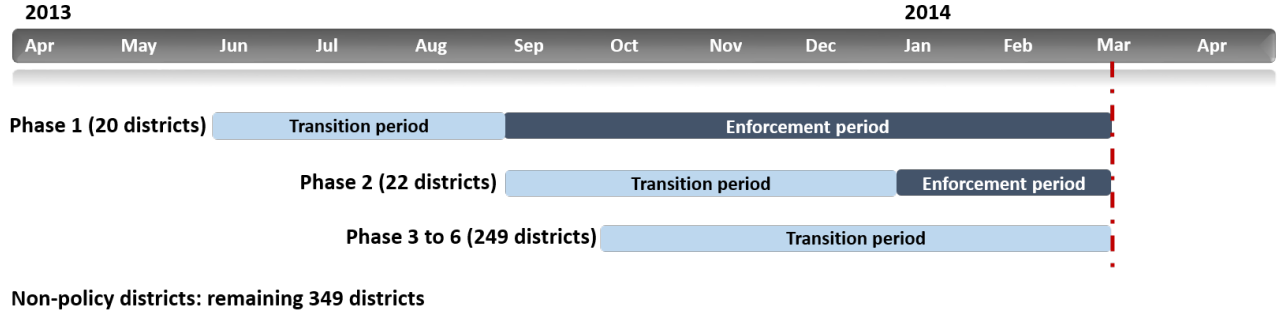 2013 2014
Apr May Jun Jul Aug Sep Oct Nov Dec Jan Feb Mar Apr
Phase 1 (20 districts) Transition period Enforcement period
Phase 2 (22 districts) Transition period Enforcement period
Phase 3 to 6 (249 districts) Transition period
Non-policy districts: remaining 349 districts